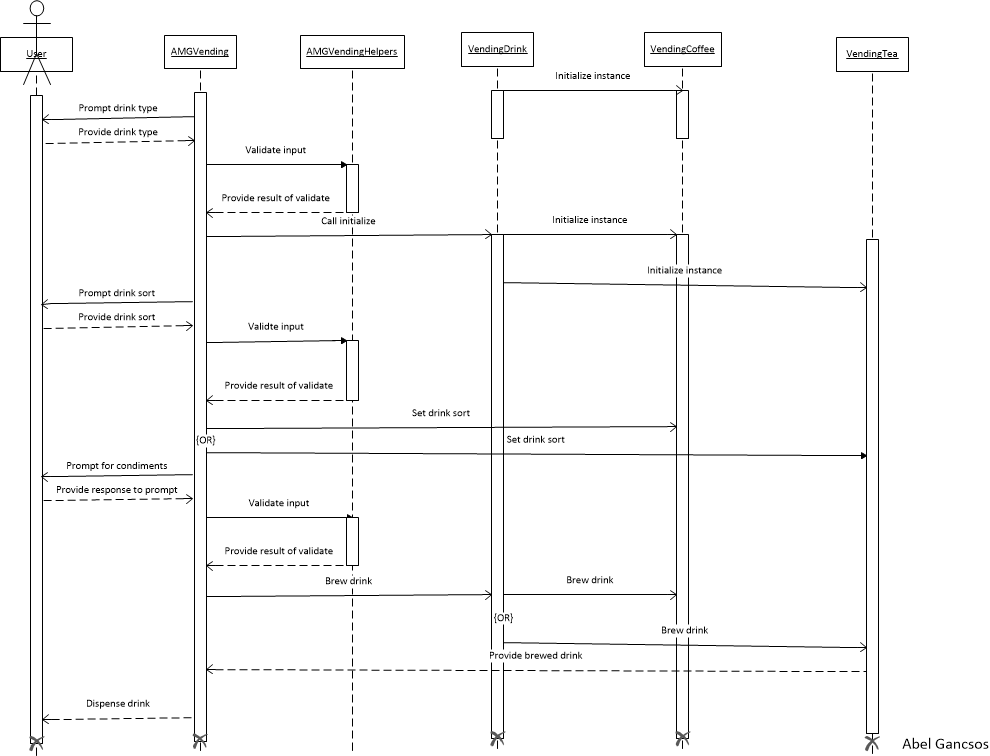 User
AMGVending
AMGVendingHelpers
VendingDrink
VendingCoffee
VendingTea
Initialize instance
Prompt drink type
Provide drink type
Validate input
Provide result of validate
Call initialize
Initialize instance
Initialize instance
Prompt drink sort
Provide drink sort
Validte input
Provide result of validate
Set drink sort
{OR}
Set drink sort
Prompt for condiments
Provide response to prompt
Validate input
Provide result of validate
Brew drink
Brew drink
{OR}
Brew drink
Provide brewed drink
Dispense drink
Abel Gancsos